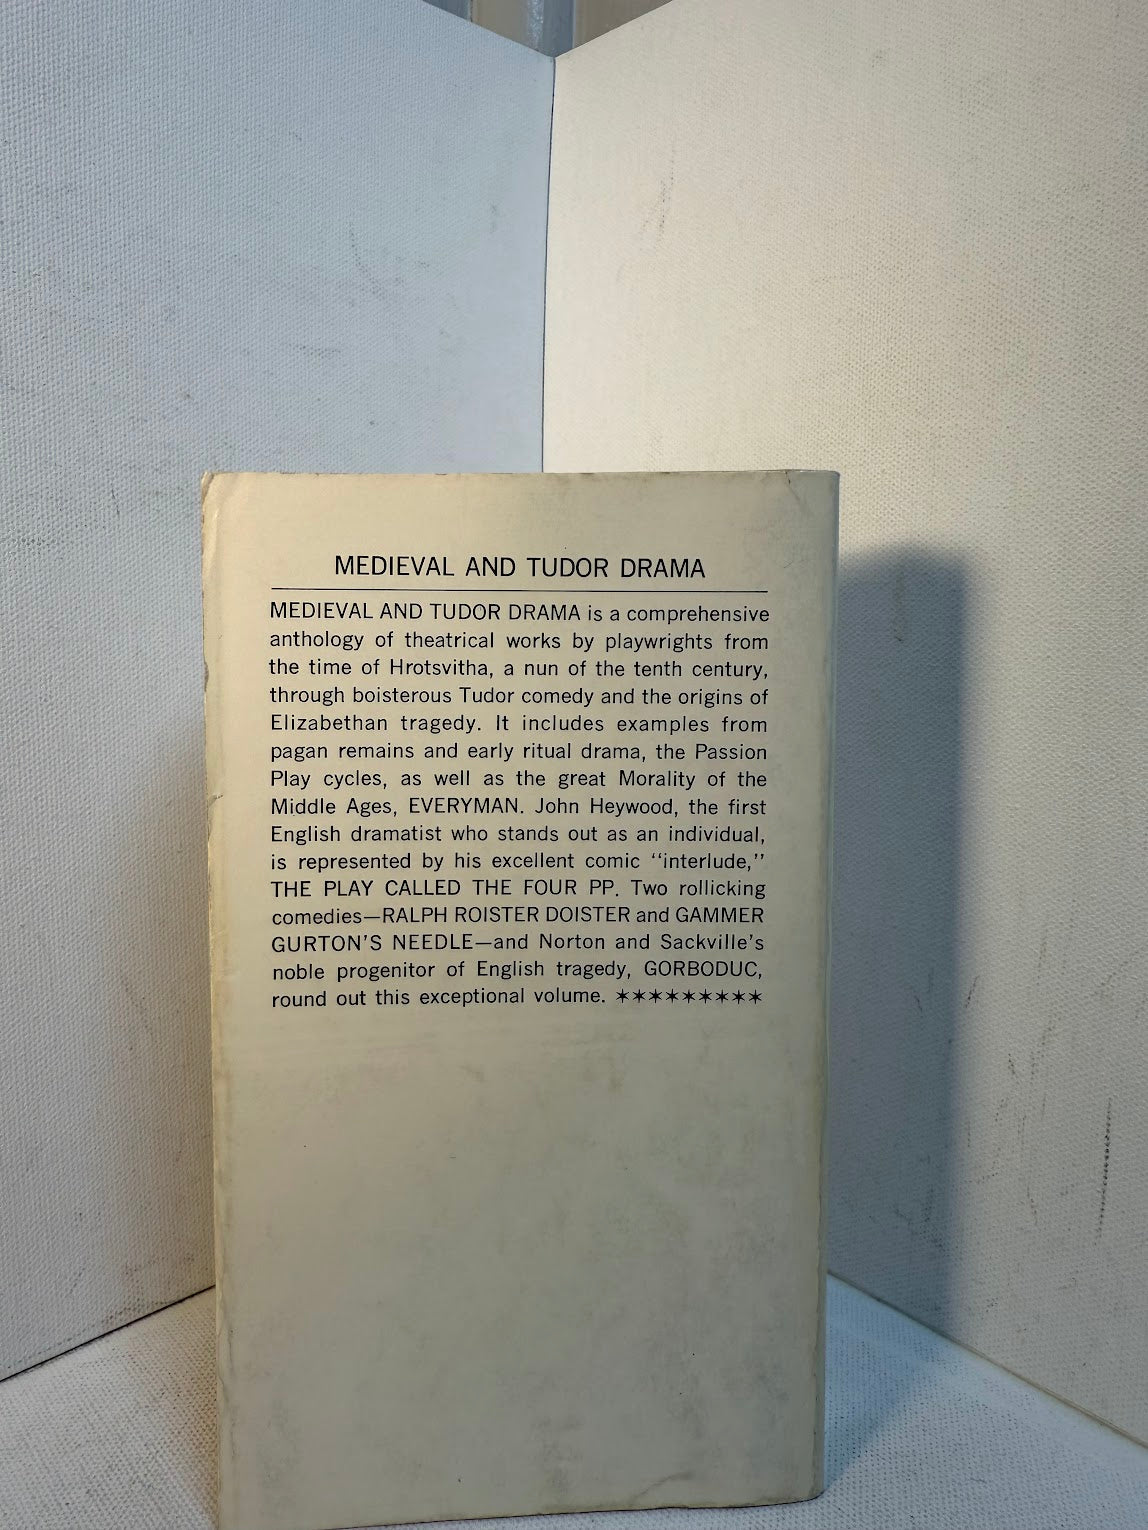 MEDIEVAL AND TUDOR DRAMA
MEDIEVAL AND TUDOR DRAMA is a comprehensive
anthology of theatrical works by playwrights from
the time of Hrotsvitha, a nun of the tenth century,
through boisterous Tudor comedy and the origins of
Elizabethan tragedy. It includes examples from
pagan remains and early ritual drama, the Passion
Play cycles, as well as the great Morality of the
Middle Ages, EVERYMAN. John Heywood, the first
English dramatist who stands out as an individual,
is represented by his excellent comic "interlude,"
THE PLAY CALLED THE FOUR PP. Two rollicking
comedies—RALPH ROISTER DOISTER and GAMMER
GURTON'S NEEDLE—and Norton and Sackville's
noble progenitor of English tragedy, GORBODUC,
round out this exceptional volume. ✶✶✶✶✶✶✶✶✶